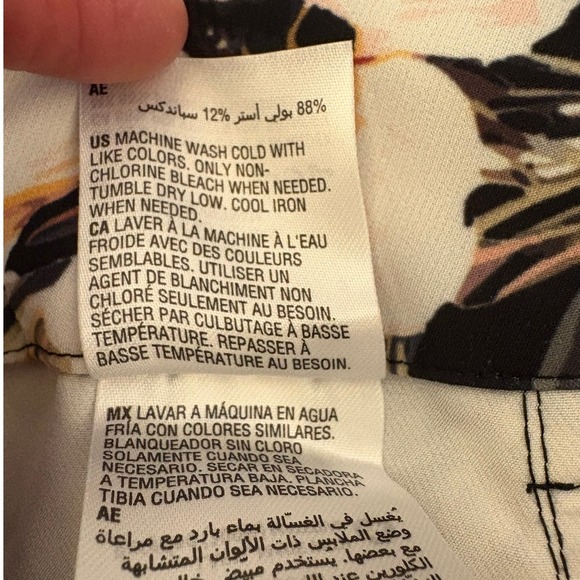 AE
88% بولي أستر 12% سباندكس
US MACHINE WASH COLD WITH
LIKE COLORS. ONLY NON-
CHLORINE BLEACH WHEN NEEDED.
TUMBLE DRY LOW. COOL IRON
WHEN NEEDED.
CA LAVER À LA MACHINE À L'EAU
FROIDE AVEC DES COULEURS
SEMBLABLES. UTILISER UN
AGENT DE BLANCHIMENT NON
CHLORÉ SEULEMENT AU BESOIN.
SÉCHER PAR CULBUTAGE À BASSE
TEMPÉRATURE. REPASSER À
BASSE TEMPÉRATURE AU BESOIN.
MX LAVAR A MÁQUINA EN AGUA
FRÍA CON COLORES SIMILARES.
BLANQUEADOR SIN CLORO
SOLAMENTE CUANDO SEA
NECESARIO. SECAR EN SECADORA
A TEMPERATURA BAJA. PLANCHA
TIBIA CUANDO SEA NECESARIO.
AE
يُغسل في الغسّالة بماء بارد مع مراعاة
وضع الملابس ذات الألوان المتشابهة
مع بعضها. يستخدم مبيض خالي